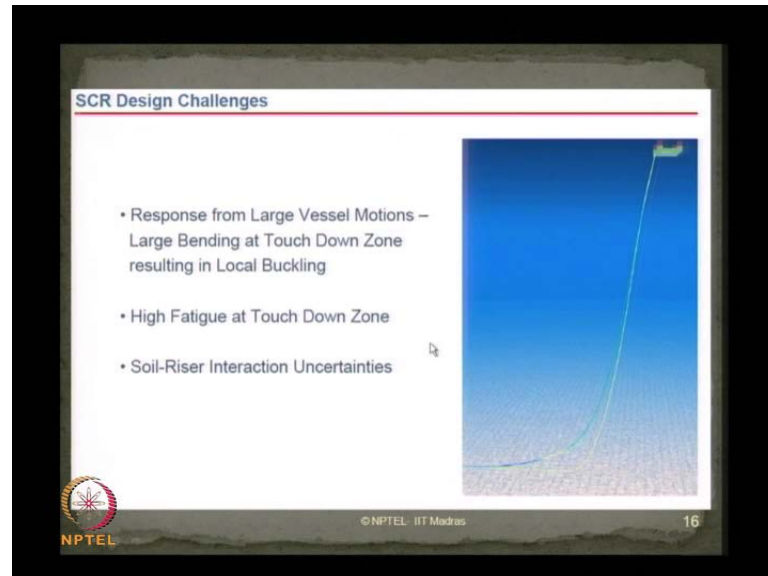 SCR Design Challenges
• Response from Large Vessel Motions –
Large Bending at Touch Down Zone
resulting in Local Buckling
• High Fatigue at Touch Down Zone
• Soil-Riser Interaction Uncertainties
NPTEL
© NPTEL- IIT Madras
16